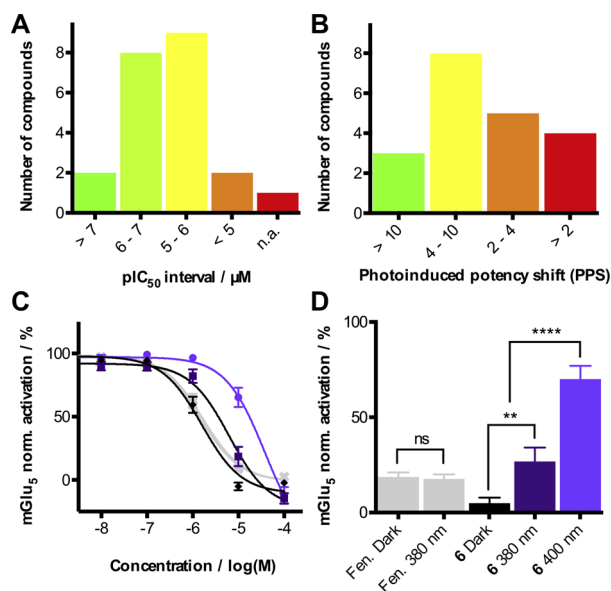 A
Number of compounds
8
6
4
2
0
> 7
6 - 7
5 - 6
< 5
n.a.
pIC50 interval / µM
B
Number of compounds
8
6
4
2
0
> 10
4 - 10
2 - 4
> 2
Photoinduced potency shift (PPS)
C
mGlu5 norm. activation / %
100
50
0
-8
-7
-6
-5
-4
Concentration / log(M)
D
mGlu5 norm. activation / %
100
50
0
ns
**
****
Fen. Dark
Fen. 380 nm
6 Dark
6 380 nm
6 400 nm